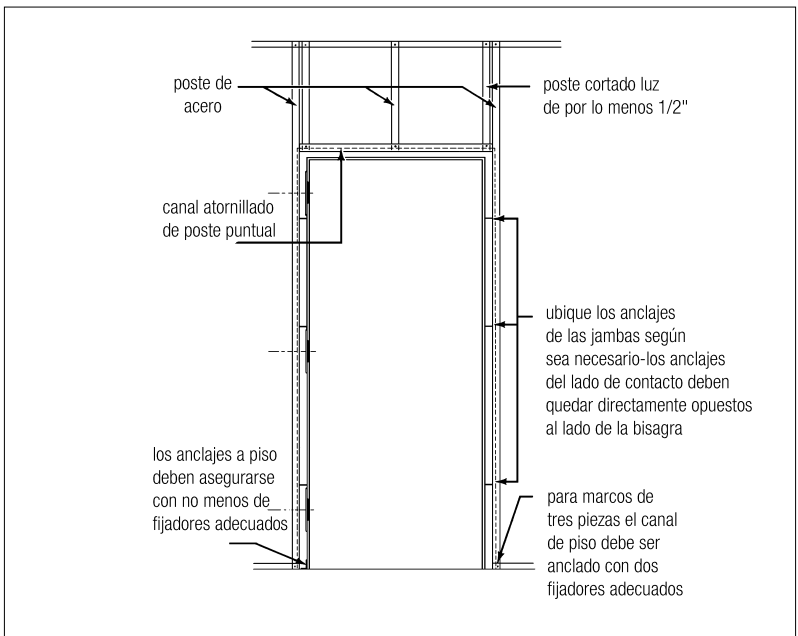 poste de
acero
poste cortado luz
de por lo menos 1/2"
canal atornillado
de poste puntual
ubique los anclajes
de las jambas según
sea necesario-los anclajes
del lado de contacto deben
quedar directamente opuestos
al lado de la bisagra
los anclajes a piso
deben asegurarse
con no menos de
fijadores adecuados
para marcos de
tres piezas el canal
de piso debe ser
anclado con dos
fijadores adecuados